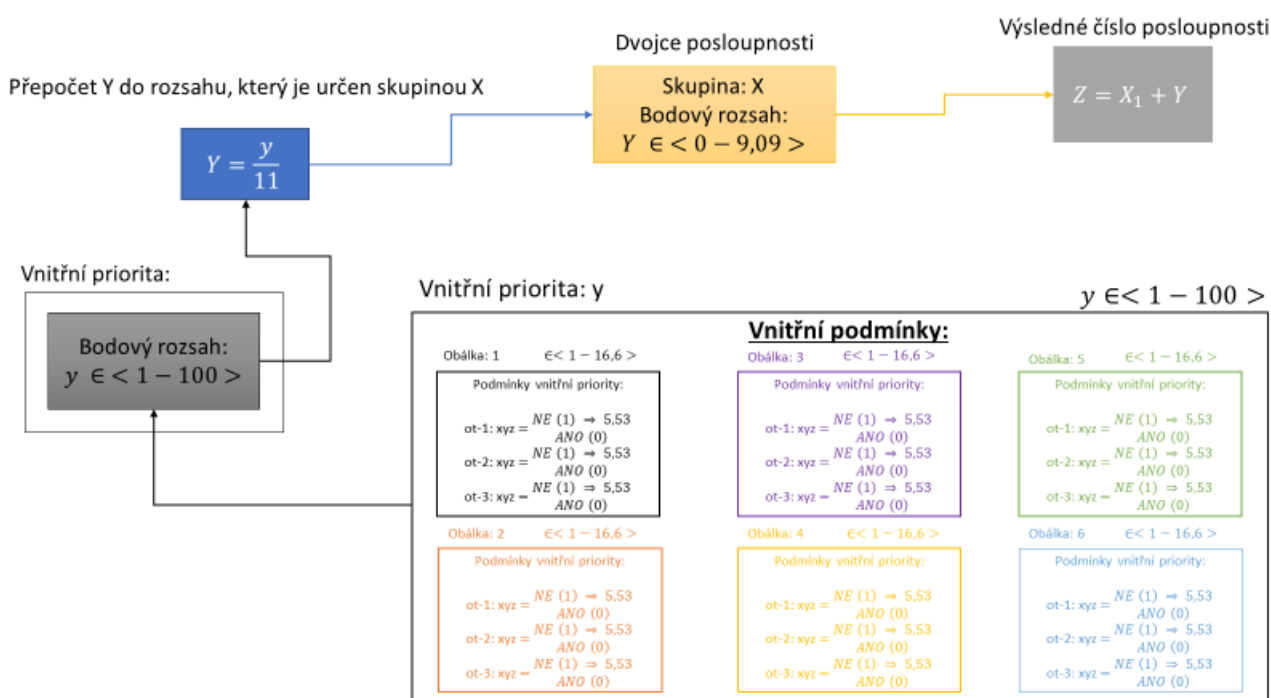 Výsledné číslo posloupnosti
Z = X₁ + Y
Dvojce posloupnosti
Skupina: X
Bodový rozsah:
Y ∈ < 0 − 9,09 >
Přepočet Y do rozsahu, který je určen skupinou X
Y = y/11
Vnitřní priorita:
Bodový rozsah:
y ∈ < 1 − 100 >
Vnitřní priorita: y
y ∈< 1 − 100 >
Vnitřní podmínky:
Obálka: 1 ∈< 1 − 16,6 >
Podmínky vnitřní priority:
ot-1: xyz = NE (1) ⇒ 5,53
ANO (0)
ot-2: xyz = NE (1) ⇒ 5,53
ANO (0)
ot-3: xyz = NE (1) ⇒ 5,53
ANO (0)
Obálka: 2 ∈< 1 − 16,6 >
Podmínky vnitřní priority:
ot-1: xyz = NE (1) ⇒ 5,53
ANO (0)
ot-2: xyz = NE (1) ⇒ 5,53
ANO (0)
ot-3: xyz = NE (1) ⇒ 5,53
ANO (0)
Obálka: 3 ∈< 1 − 16,6 >
Podmínky vnitřní priority:
ot-1: xyz = NE (1) ⇒ 5,53
ANO (0)
ot-2: xyz = NE (1) ⇒ 5,53
ANO (0)
ot-3: xyz = NE (1) ⇒ 5,53
ANO (0)
Obálka: 4 ∈< 1 − 16,6 >
Podmínky vnitřní priority:
ot-1: xyz = NE (1) ⇒ 5,53
ANO (0)
ot-2: xyz = NE (1) ⇒ 5,53
ANO (0)
ot-3: xyz = NE (1) ⇒ 5,53
ANO (0)
Obálka: 5 ∈< 1 − 16,6 >
Podmínky vnitřní priority:
ot-1: xyz = NE (1) ⇒ 5,53
ANO (0)
ot-2: xyz = NE (1) ⇒ 5,53
ANO (0)
ot-3: xyz = NE (1) ⇒ 5,53
ANO (0)
Obálka: 6 ∈< 1 − 16,6 >
Podmínky vnitřní priority:
ot-1: xyz = NE (1) ⇒ 5,53
ANO (0)
ot-2: xyz = NE (1) ⇒ 5,53
ANO (0)
ot-3: xyz = NE (1) ⇒ 5,53
ANO (0)